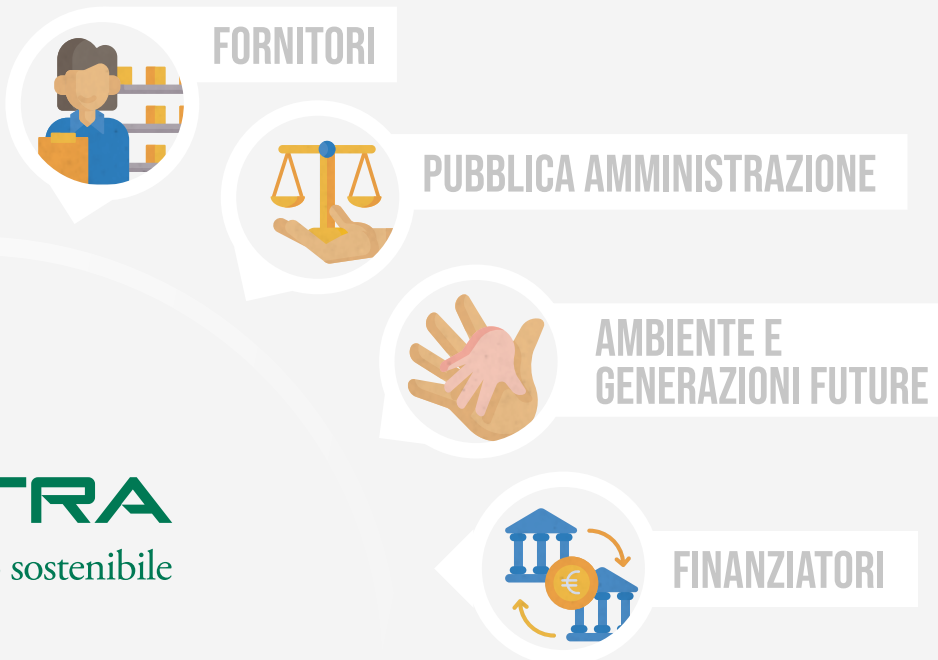 FORNITORI
PUBBLICA AMMINISTRAZIONE
AMBIENTE E
GENERAZIONI FUTURE
TRA
sostenibile
FINANZIATORI
€